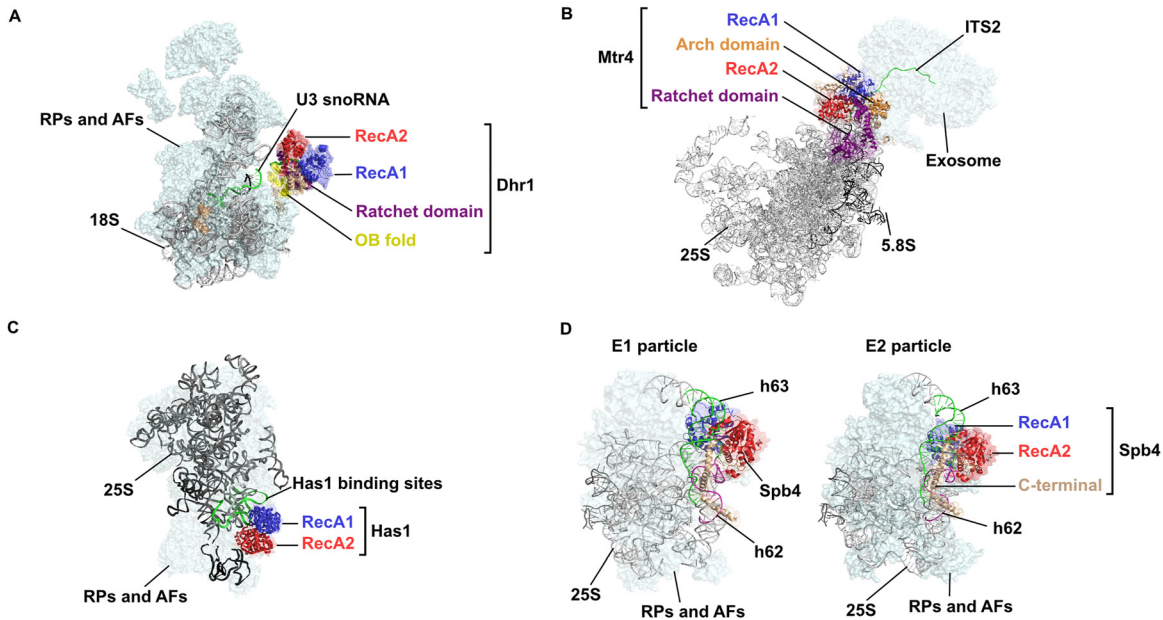 A
U3 snoRNA
RPs and AFs
RecA2
RecA1
Dhr1
Ratchet domain
18S
OB fold
B
RecA1
ITS2
Arch domain
Mtr4
RecA2
Ratchet domain
Exosome
25S
5.8S
C
25S
Has1 binding sites
RecA1
Has1
RecA2
RPs and AFs
D
E1 particle
h63
Spb4
h62
25S
RPs and AFs
E2 particle
h63
RecA1
RecA2
Spb4
C-terminal
h62
25S
RPs and AFs